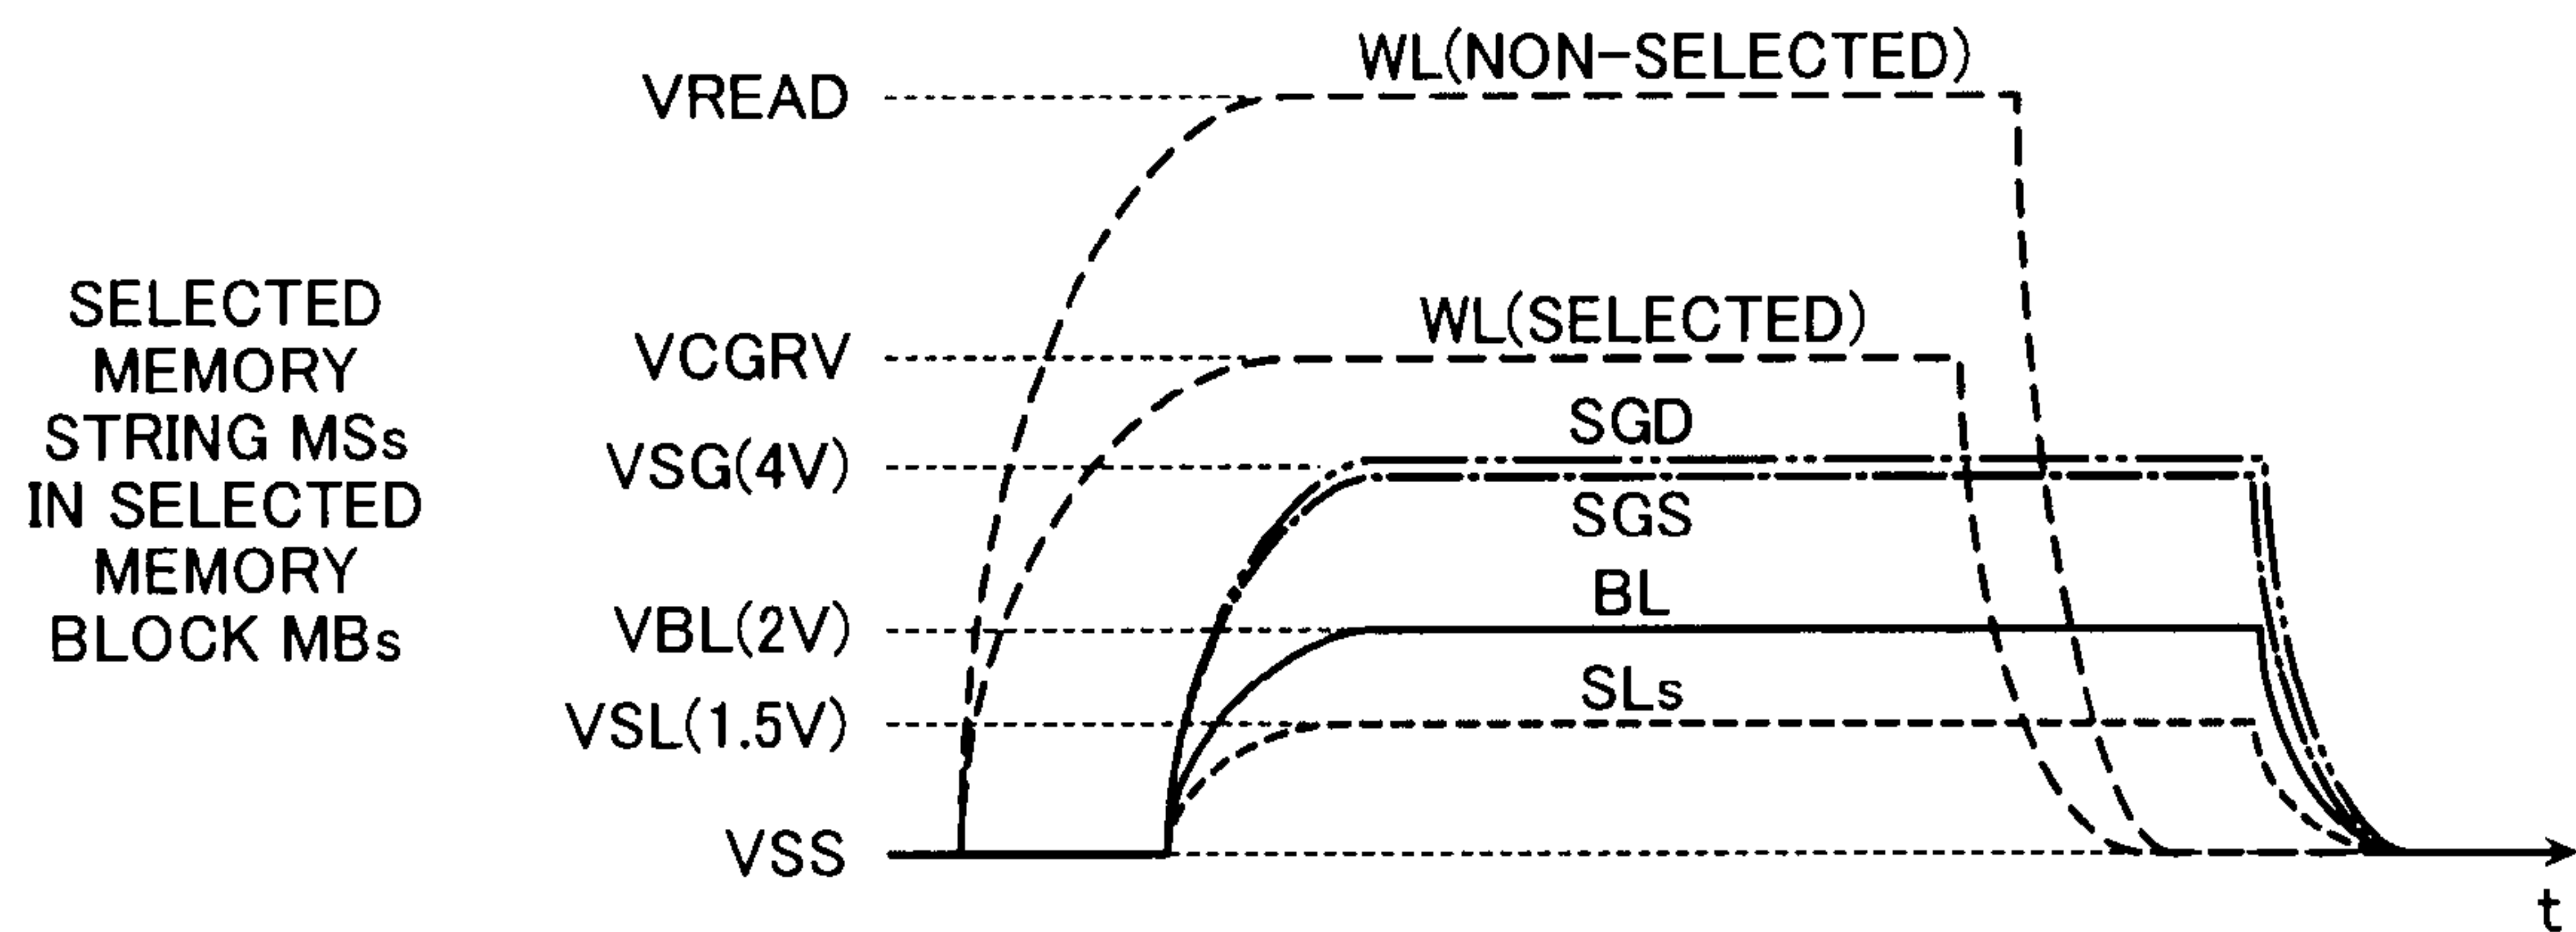 WL(NON-SELECTED)
VREAD
SELECTED
MEMORY
STRING MSs
IN SELECTED
MEMORY
BLOCK MBs
WL(SELECTED)
VCGRV
SGD
VSG(4V)
SGS
BL
VBL(2V)
SLs
VSL(1.5V)
VSS
t